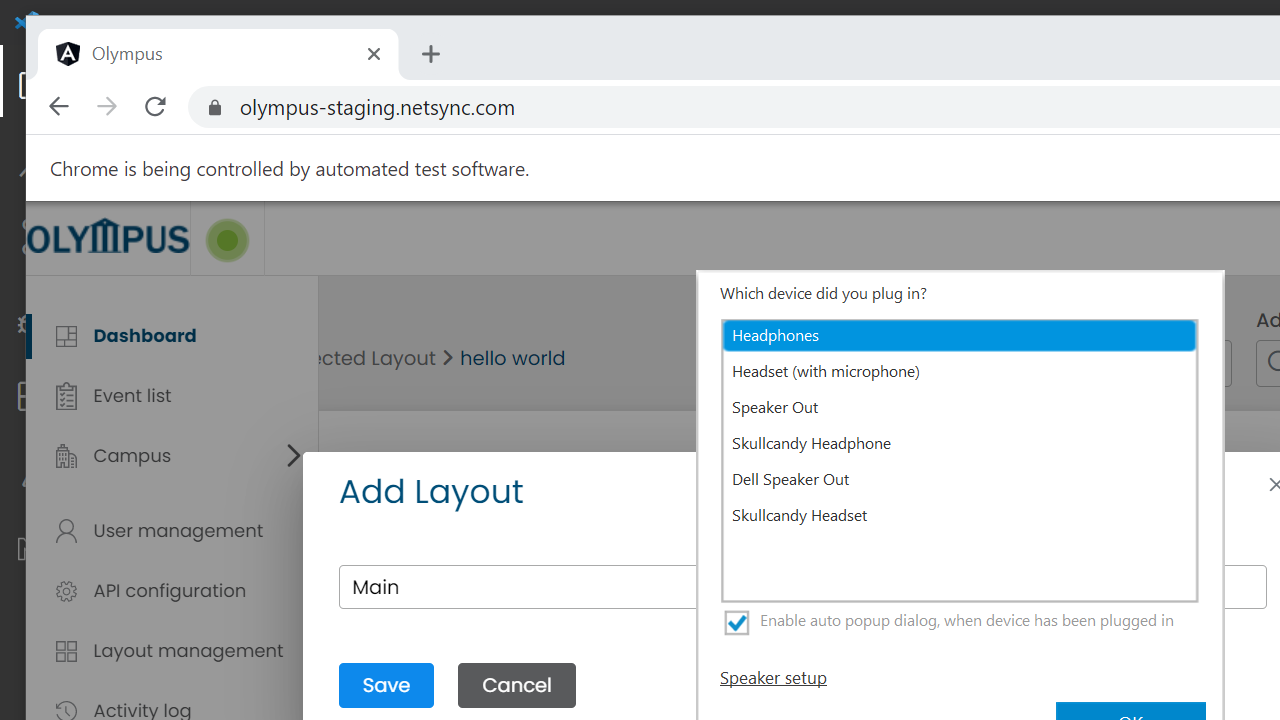 Olympus
olympus-staging.netsync.com
Chrome is being controlled by automated test software.
OLYMPUS
Dashboard
Event list
Campus
User management
API configuration
Layout management
Activity log
ected Layout > hello world
Ad
Add Layout
Main
Save
Cancel
Which device did you plug in?
Headphones
Headset (with microphone)
Speaker Out
Skullcandy Headphone
Dell Speaker Out
Skullcandy Headset
Enable auto popup dialog, when device has been plugged in
Speaker setup
OK